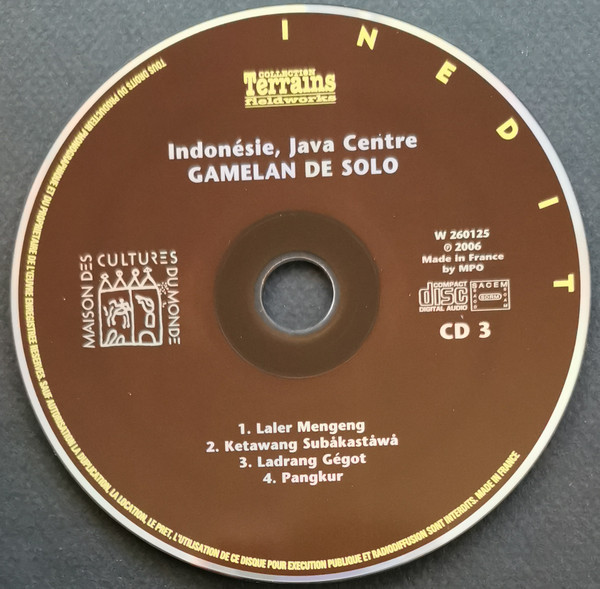 INEDIT
COLLECTION
Terrains
fieldworks
Indonésie, Java Centre
GAMELAN DE SOLO
MAISON DES CULTURES DU MONDE
W 260125
℗ 2006
Made in France
by MPO
COMPACT
disc
DIGITAL AUDIO
SACEM
SDRM
CD 3
1. Laler Mengeng
2. Ketawang Subåkaståwå
3. Ladrang Gégot
4. Pangkur
TOUS DROITS DU PRODUCTEUR PHONOGRAPHIQUE ET DU PROPRIETAIRE DE L'ŒUVRE ENREGISTREE RESERVES. SAUF AUTORISATION LA DUPLICATION, LA LOCATION, LE PRET, L'UTILISATION DE CE DISQUE POUR EXECUTION PUBLIQUE ET RADIODIFFUSION SONT INTERDITS. MADE IN FRANCE